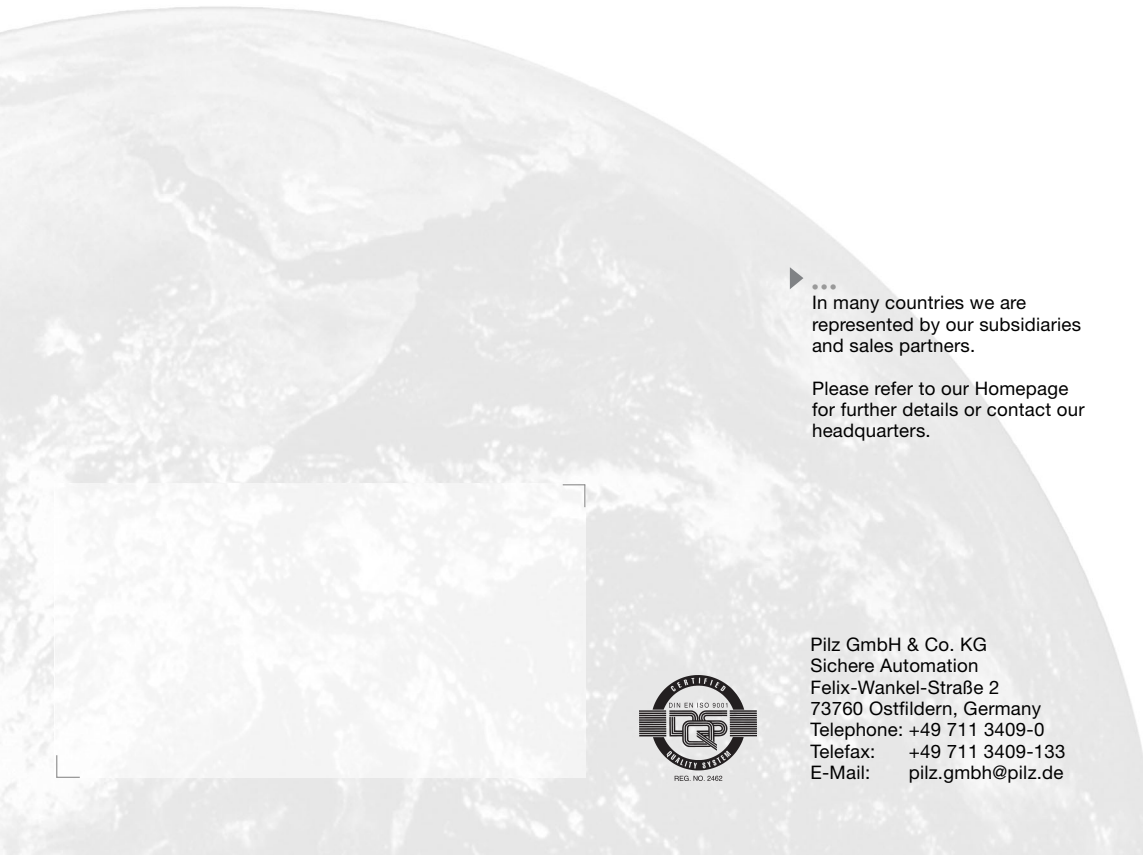 ...
In many countries we are
represented by our subsidiaries
and sales partners.
Please refer to our Homepage
for further details or contact our
headquarters.
CERTIFIED
DIN EN ISO 9001
DQS
QUALITY SYSTEM
REG. NO. 2462
Pilz GmbH & Co. KG
Sichere Automation
Felix-Wankel-Straße 2
73760 Ostfildern, Germany
Telephone: +49 711 3409-0
Telefax: +49 711 3409-133
E-Mail: pilz.gmbh@pilz.de